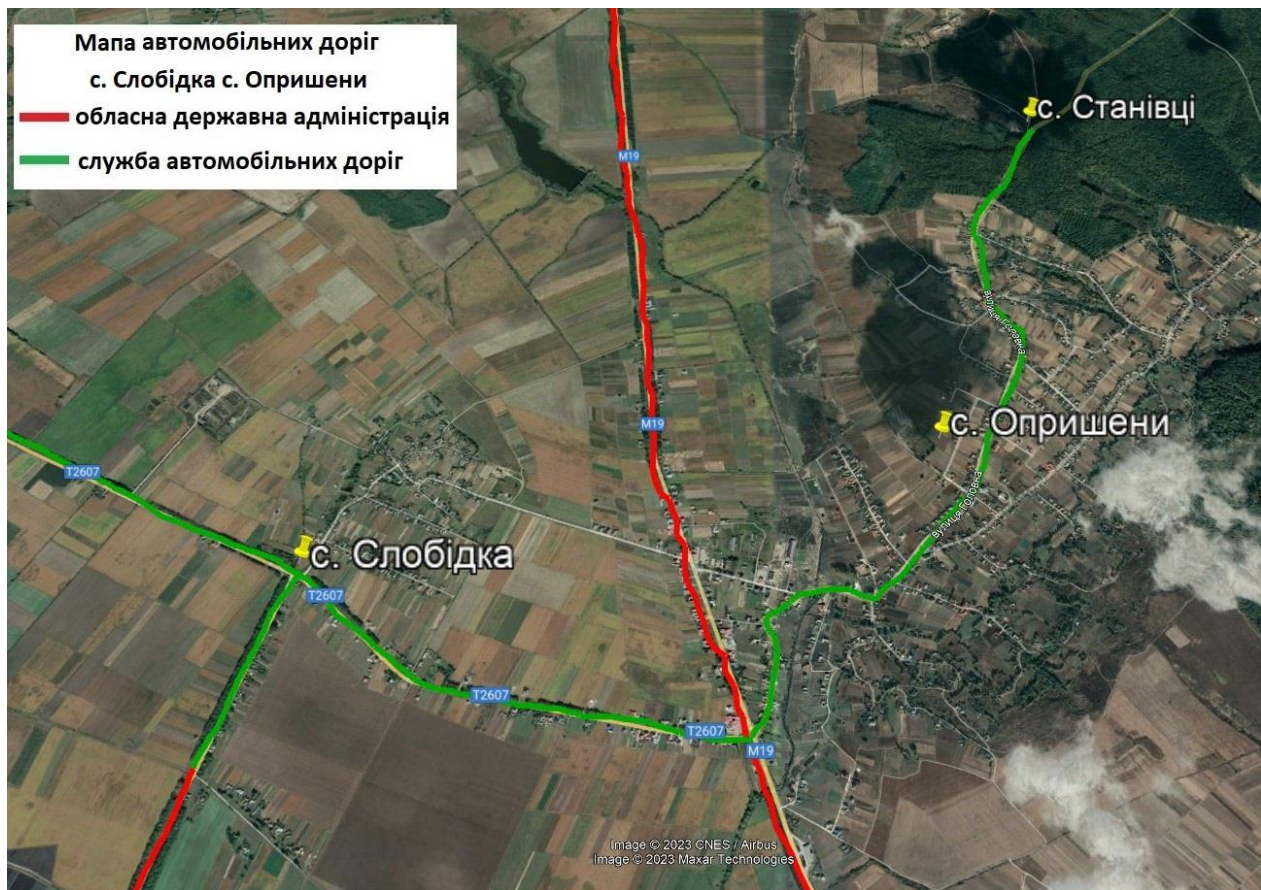 Мапа автомобільних доріг
с. Слобідка с. Опришени
обласна державна адміністрація
служба автомобільних доріг
с. Станівці
M19
вулиця Головна
M19
с. Опришени
T2607
вулиця Головна
с. Слобідка
T2607
T2607
T2607
M19
Image © 2023 CNES / Airbus
Image © 2023 Maxar Technologies